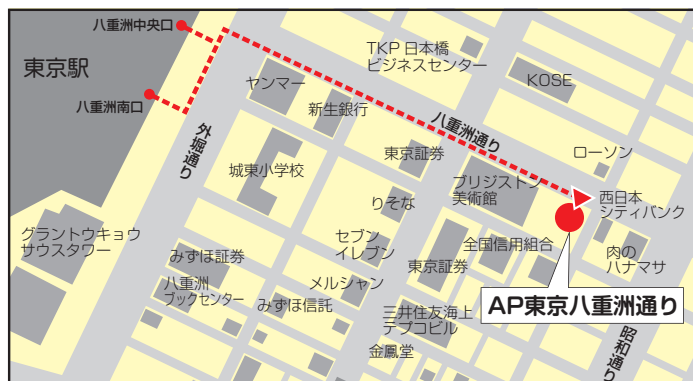 八重洲中央口
東京駅
八重洲南口
TKP 日本橋
ビジネスセンター
KOSE
ヤンマー
新生銀行
八重洲通り
外堀通り
東京証券
ローソン
城東小学校
ブリジストン
美術館
西日本
シティバンク
りそな
グラントウキョウ
サウスタワー
セブン
イレブン
全国信用組合
肉の
ハナマサ
みずほ証券
東京証券
八重洲
ブックセンター
メルシャン
みずほ信託
AP東京八重洲通り
三井住友海上
テプコビル
金鳳堂
昭和通り